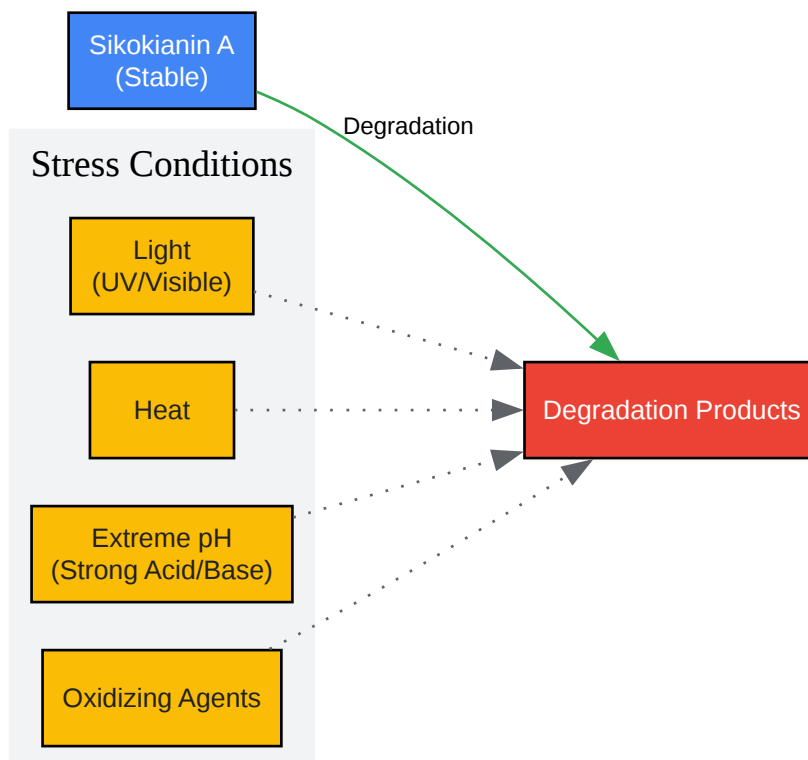 Sikokianin A
(Stable)
Degradation
Stress Conditions
Light
(UV/Visible)
Heat
Degradation Products
Extreme pH
(Strong Acid/Base)
Oxidizing Agents